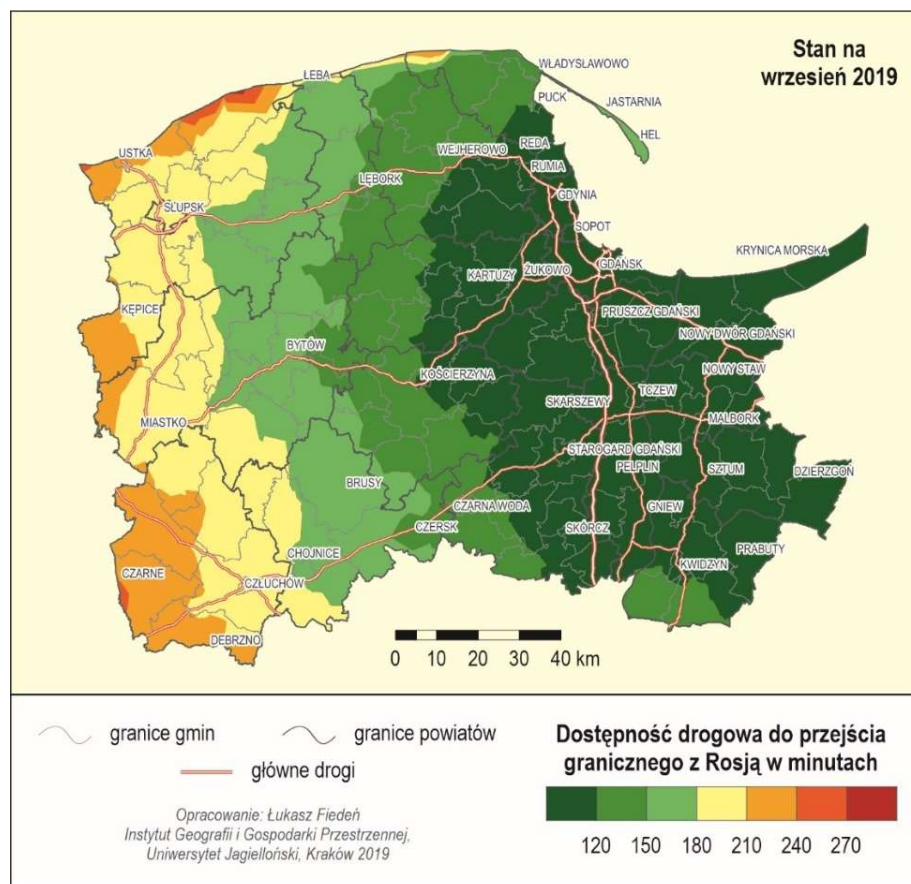 Stan na
wrzesień 2019
WŁADYSŁAWOWO
ŁEBA
PUCK
JASTARNIA
HEL
USTKA
WEJHEROWO
REDA
RUMIA
LĘBORK
GDYNIA
SŁUPSK
SOPOT
KRYNICA MORSKA
GDAŃSK
KARTUZY
ŻUKOWO
KĘPICE
PRUSZCZ GDAŃSKI
NOWY DWÓR GDAŃSKI
BYTÓW
NOWY STAW
KOŚCIERZYNA
TCZEW
SKARSZEWY
MIASTKO
MALBORK
STAROGARD GDAŃSKI
PELPLIN
SZTUM
DZIERZGOŃ
BRUSY
CZARNA WODA
GNIEW
CZERSK
SKÓRCZ
CHOJNICE
PRABUTY
KWIDZYN
CZARNE
CZŁUCHÓW
DEBRZNO
0 10 20 30 40 km
granice gmin
granice powiatów
główne drogi
Opracowanie: Łukasz Fiedeń
Instytut Geografii i Gospodarki Przestrzennej,
Uniwersytet Jagielloński, Kraków 2019
Dostępność drogowa do przejścia
granicznego z Rosją w minutach
120 150 180 210 240 270